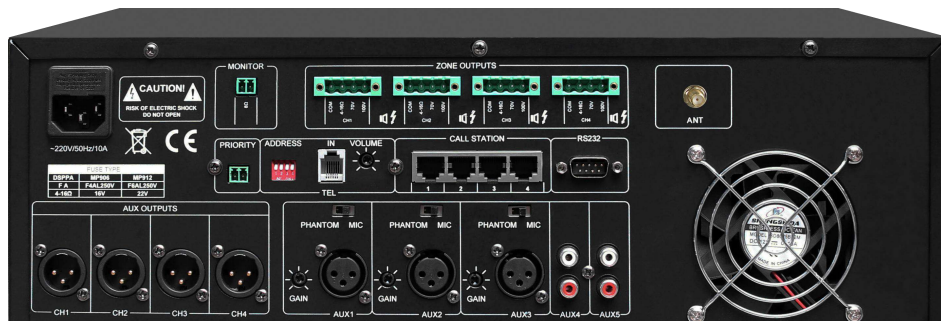 MONITOR
ZONE OUTPUTS
CAUTION!
RISK OF ELECTRIC SHOCK
DO NOT OPEN
8Ω
COM 4-16Ω 70V 100V
CH1
COM 4-16Ω 70V 100V
CH2
COM 4-16Ω 70V 100V
CH3
COM 4-16Ω 70V 100V
CH4
ANT
CE
~220V/50Hz/10A
PRIORITY
ADDRESS
IN
VOLUME
TEL
CALL STATION
1 2 3 4
RS232
FUSE TYPE
DSPPA MP906 MP912
F A F4AL250V F6AL250V
4-16Ω 16V 22V
AUX OUTPUTS
CH1 CH2 CH3 CH4
PHANTOM MIC
GAIN
AUX1
PHANTOM MIC
GAIN
AUX2
PHANTOM MIC
GAIN
AUX3
AUX4 AUX5
MADE IN CHINA